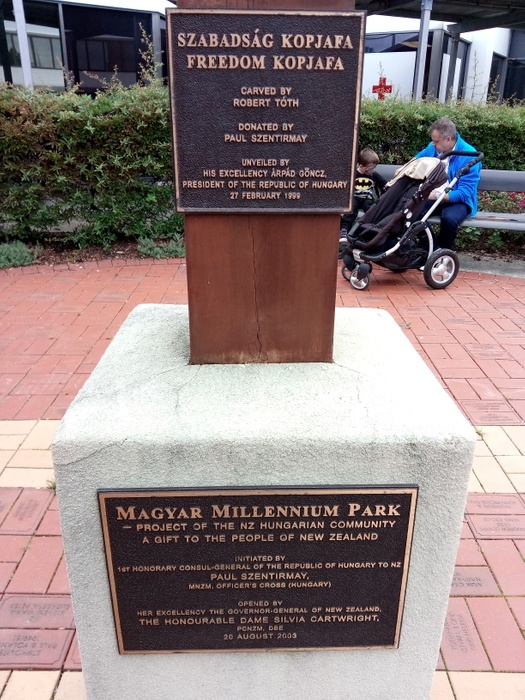 SZABADSÁG KOPJAFA
FREEDOM KOPJAFA
CARVED BY
ROBERT TÓTH
DONATED BY
PAUL SZENTIRMAY
UNVEILED BY
HIS EXCELLENCY ÁRPÁD GÖNCZ,
PRESIDENT OF THE REPUBLIC OF HUNGARY
27 FEBRUARY 1999
MAGYAR MILLENNIUM PARK
– PROJECT OF THE NZ HUNGARIAN COMMUNITY
A GIFT TO THE PEOPLE OF NEW ZEALAND
INITIATED BY
1ST HONORARY CONSUL-GENERAL OF THE REPUBLIC OF HUNGARY TO NZ
PAUL SZENTIRMAY,
MNZM, OFFICER'S CROSS (HUNGARY)
OPENED BY
HER EXCELLENCY THE GOVERNOR-GENERAL OF NEW ZEALAND,
THE HONOURABLE DAME SILVIA CARTWRIGHT,
PCNZM, DBE
20 AUGUST 2003